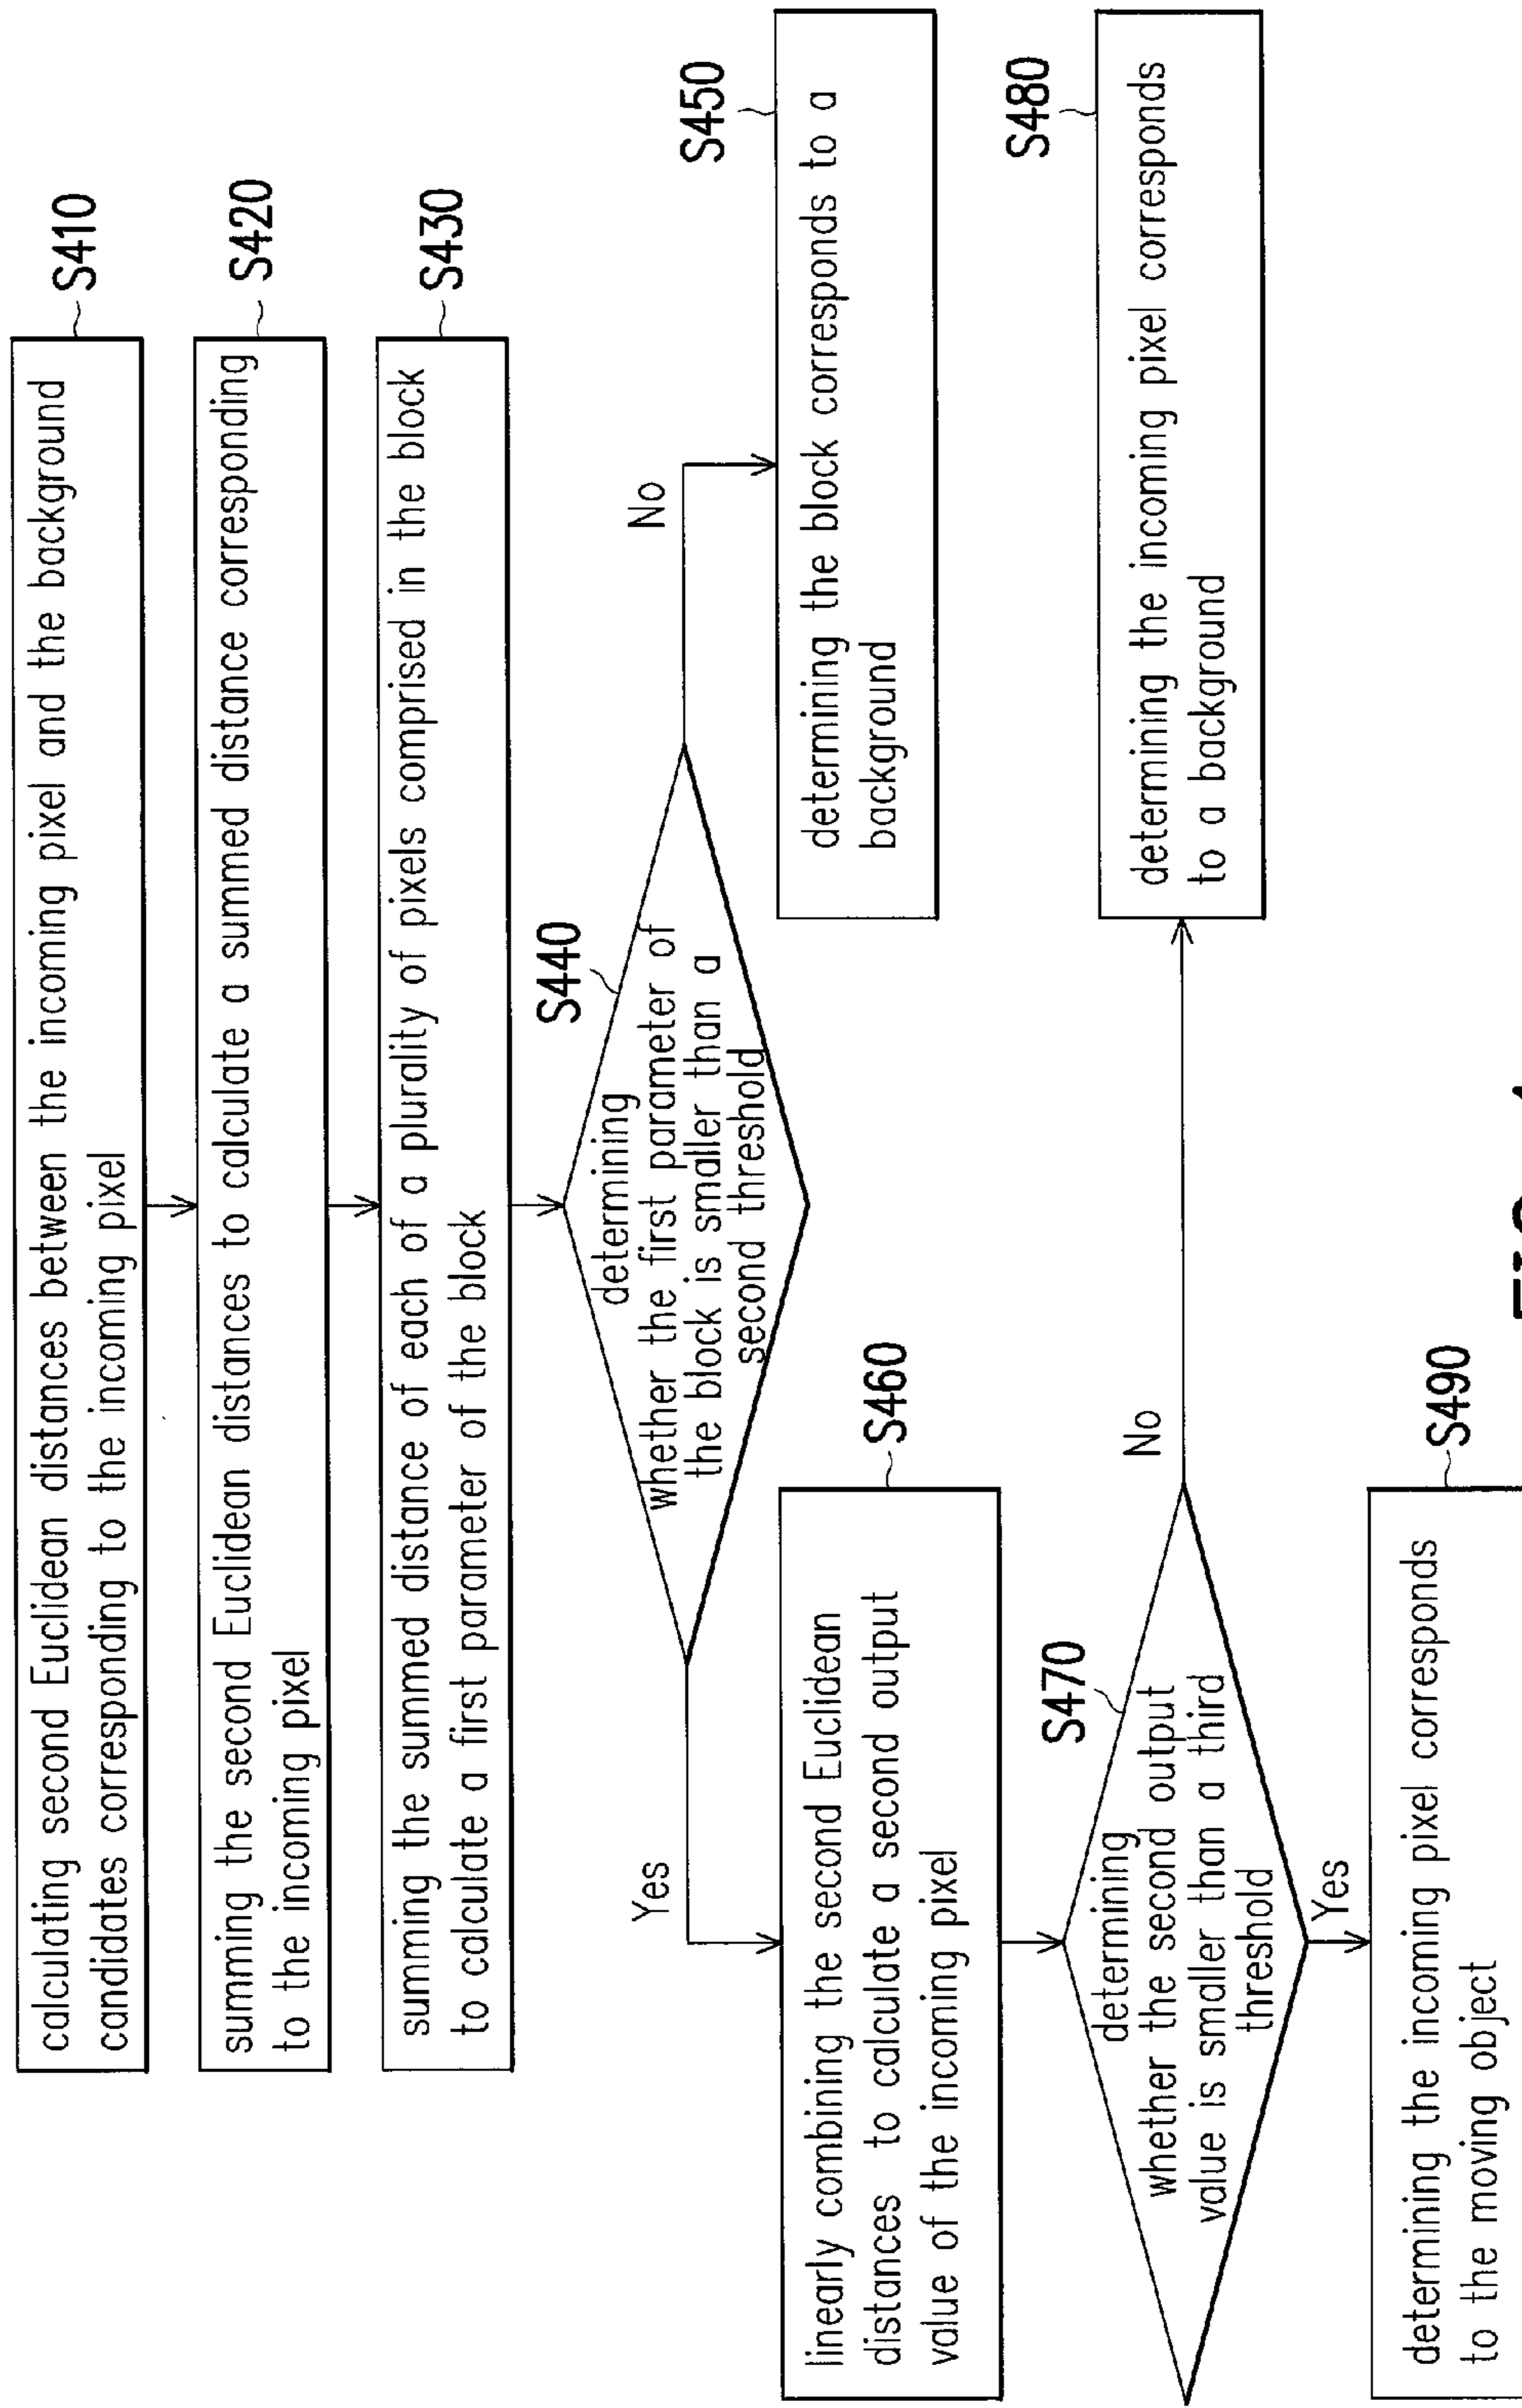 calculating second Euclidean distances between the incoming pixel and the background
candidates corresponding to the incoming pixel
S410
summing the second Euclidean distances to calculate a summed distance corresponding
to the incoming pixel
S420
summing the summed distance of each of a plurality of pixels comprised in the block
to calculate a first parameter of the block
S430
S440
determining
whether the first parameter of
the block is smaller than a
second threshold
Yes
No
S450
determining the block corresponds to a
background
S460
linearly combining the second Euclidean
distances to calculate a second output
value of the incoming pixel
S470
determining
whether the second output
value is smaller than a third
threshold
No
S480
determining the incoming pixel corresponds
to a background
Yes
S490
determining the incoming pixel corresponds
to the moving object